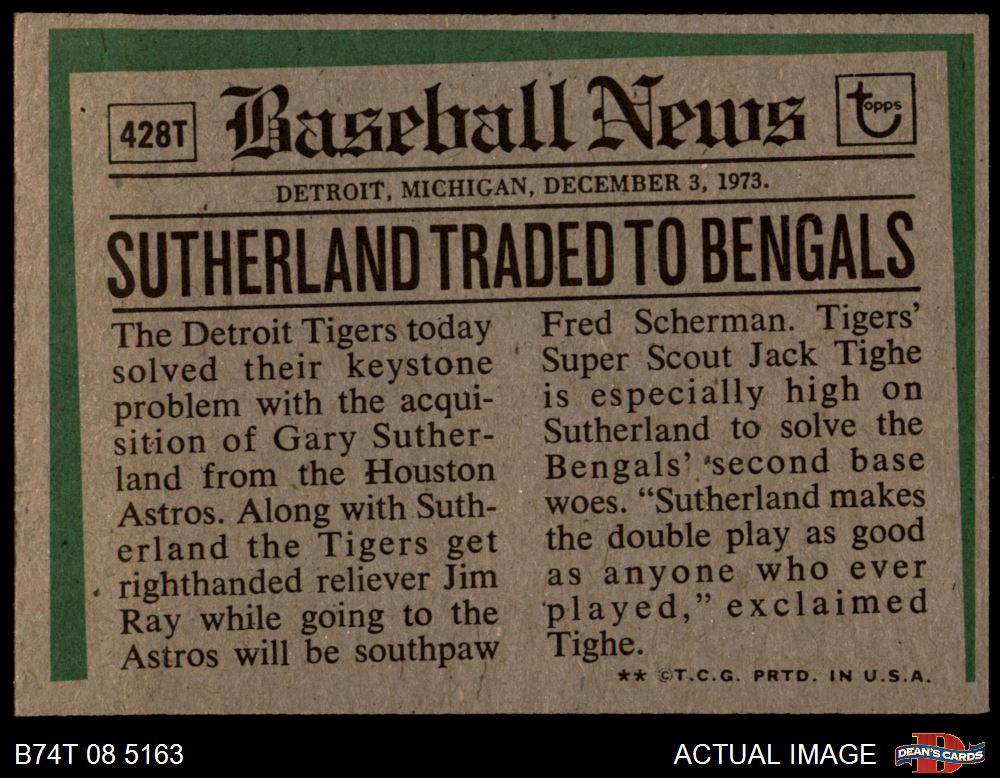 428T
Baseball News
Topps
DETROIT, MICHIGAN, DECEMBER 3, 1973.
SUTHERLAND TRADED TO BENGALS
The Detroit Tigers today
solved their keystone
problem with the acqui-
sition of Gary Suther-
land from the Houston
Astros. Along with Suth-
erland the Tigers get
righthanded reliever Jim
Ray while going to the
Astros will be southpaw
Fred Scherman. Tigers'
Super Scout Jack Tighe
is especially high on
Sutherland to solve the
Bengals' second base
woes. “Sutherland makes
the double play as good
as anyone who ever
played,” exclaimed
Tighe.
** ©T.C.G. PRTD. IN U.S.A.
B74T 08 5163
ACTUAL IMAGE
D
DEAN'S CARDS